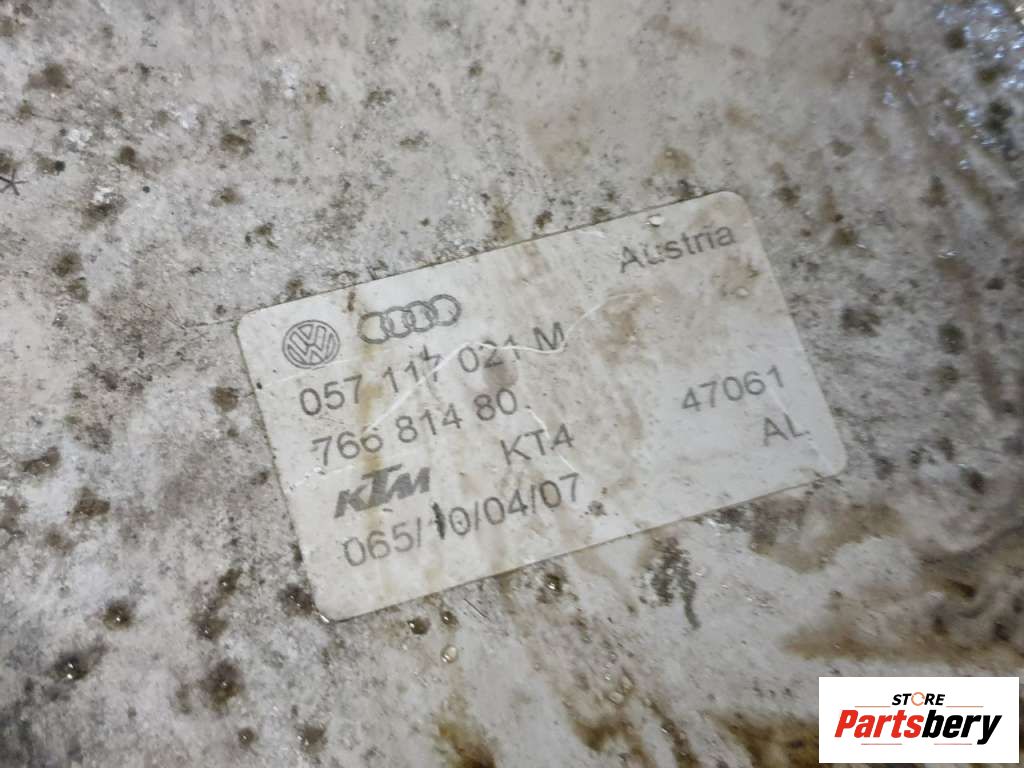 Austria
057 117 021 M
766 814 80
47061
KTM KT4
AL
065/10/04/07
STORE
Partsbery